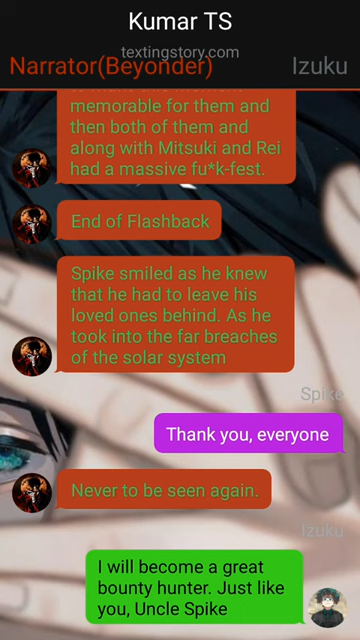 Kumar TS
textingstory.com
Narrator(Beyonder)
Izuku
memorable for them and
then both of them and
along with Mitsuki and Rei
had a massive fu*k-fest.
End of Flashback
Spike smiled as he knew
that he had to leave his
loved ones behind. As he
took into the far breaches
of the solar system
Spike
Thank you, everyone
Never to be seen again.
Izuku
I will become a great
bounty hunter. Just like
you, Uncle Spike